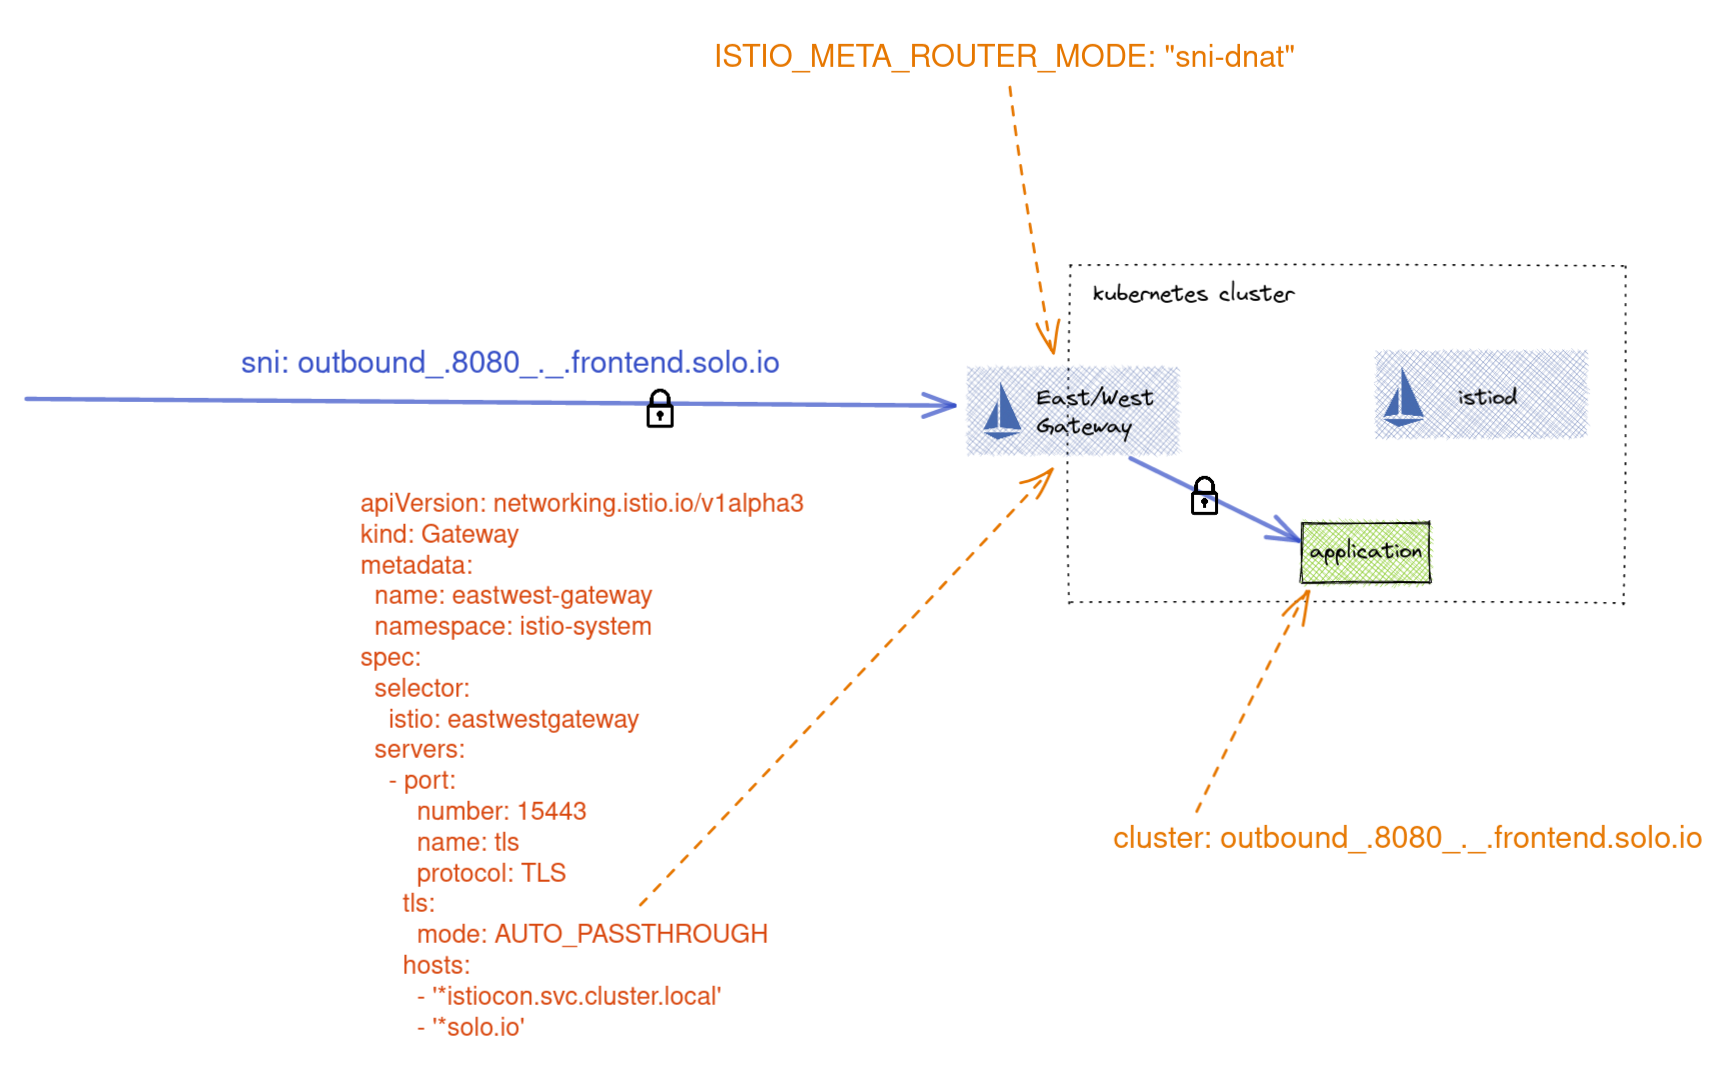 ISTIO_META_ROUTER_MODE: "sni-dnat"
kubernetes cluster
sni: outbound_.8080_._.frontend.solo.io
East/West
Gateway
istiod
application
apiVersion: networking.istio.io/v1alpha3
kind: Gateway
metadata:
  name: eastwest-gateway
  namespace: istio-system
spec:
  selector:
    istio: eastwestgateway
  servers:
    - port:
        number: 15443
        name: tls
        protocol: TLS
      tls:
        mode: AUTO_PASSTHROUGH
      hosts:
        - '*istiocon.svc.cluster.local'
        - '*solo.io'
cluster: outbound_.8080_._.frontend.solo.io